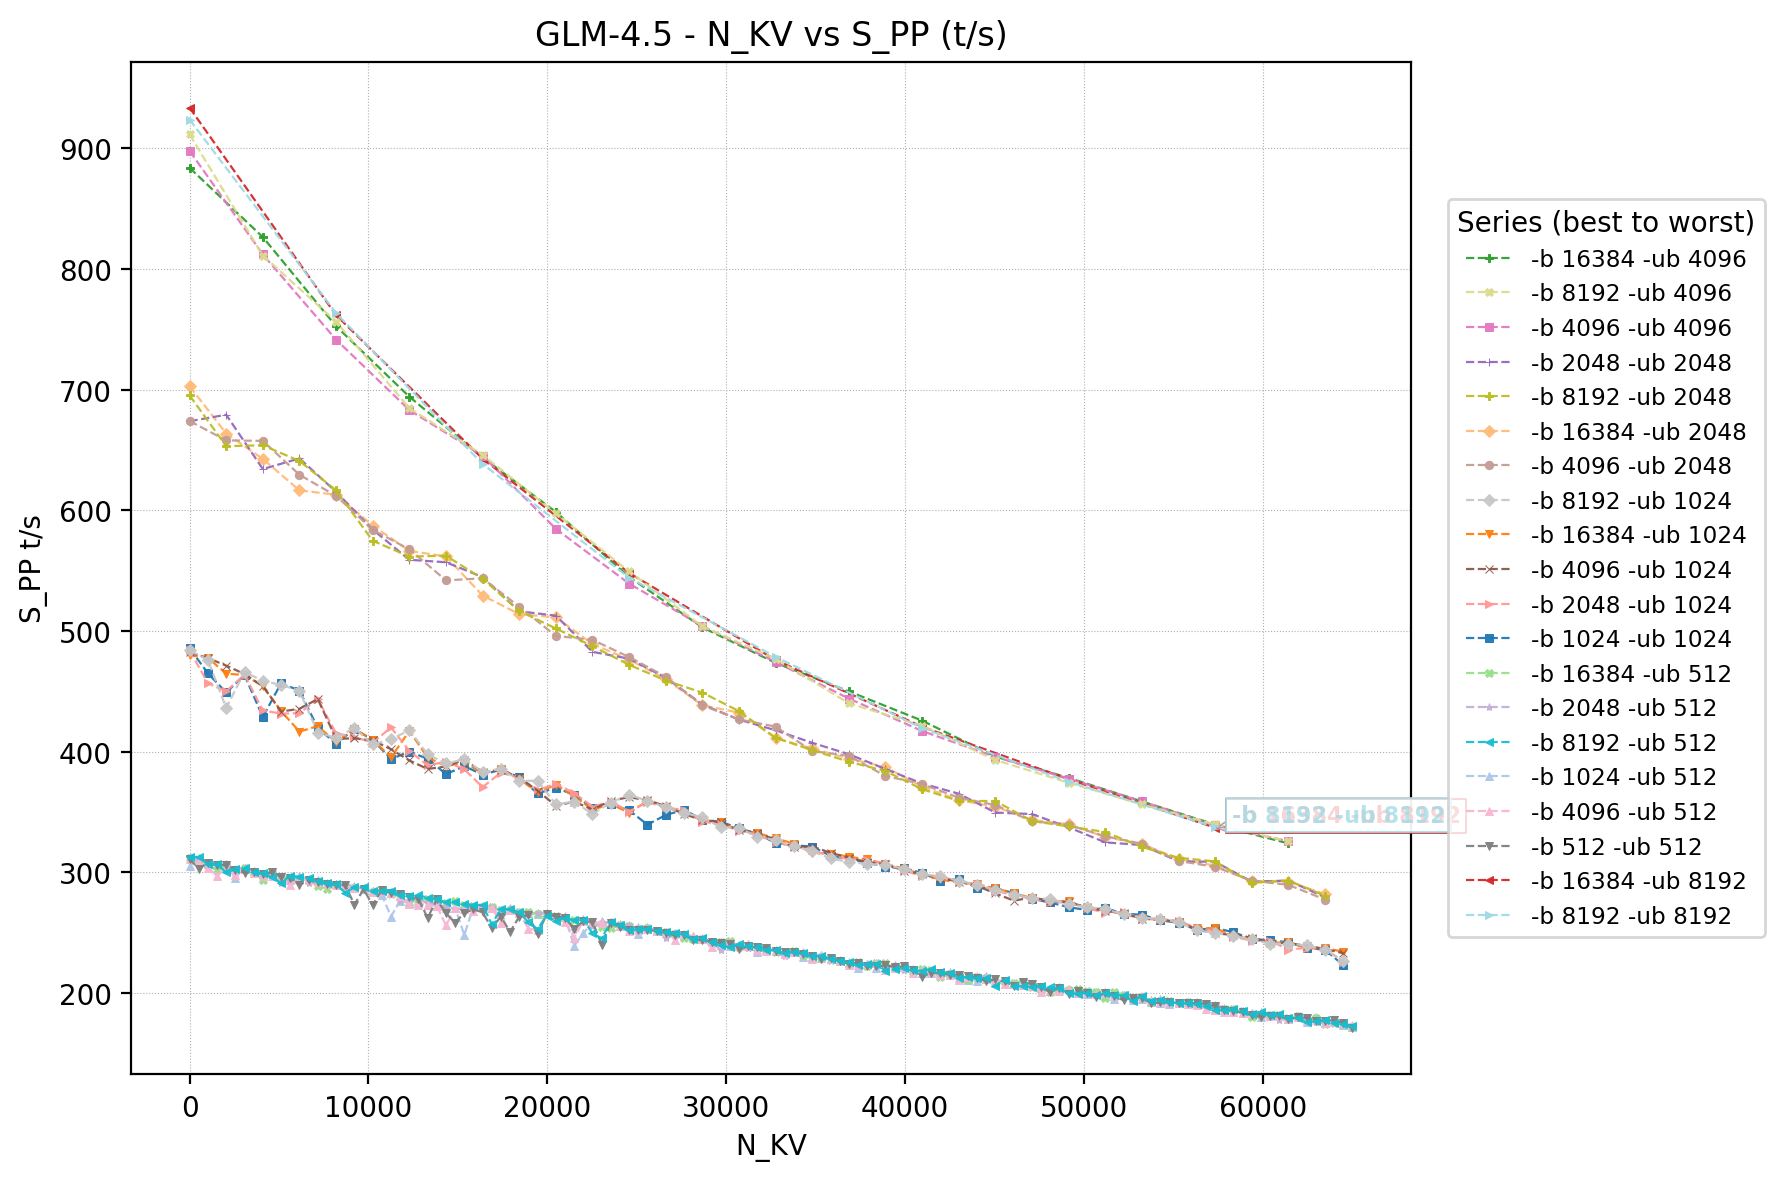 GLM-4.5 - N_KV vs S_PP (t/s)
S_PP t/s
900
800
700
600
500
400
300
200
0
10000
20000
30000
40000
50000
60000
N_KV
-b 8192 -ub 8192
Series (best to worst)
-b 16384 -ub 4096
-b 8192 -ub 4096
-b 4096 -ub 4096
-b 2048 -ub 2048
-b 8192 -ub 2048
-b 16384 -ub 2048
-b 4096 -ub 2048
-b 8192 -ub 1024
-b 16384 -ub 1024
-b 4096 -ub 1024
-b 2048 -ub 1024
-b 1024 -ub 1024
-b 16384 -ub 512
-b 2048 -ub 512
-b 8192 -ub 512
-b 1024 -ub 512
-b 4096 -ub 512
-b 512 -ub 512
-b 16384 -ub 8192
-b 8192 -ub 8192